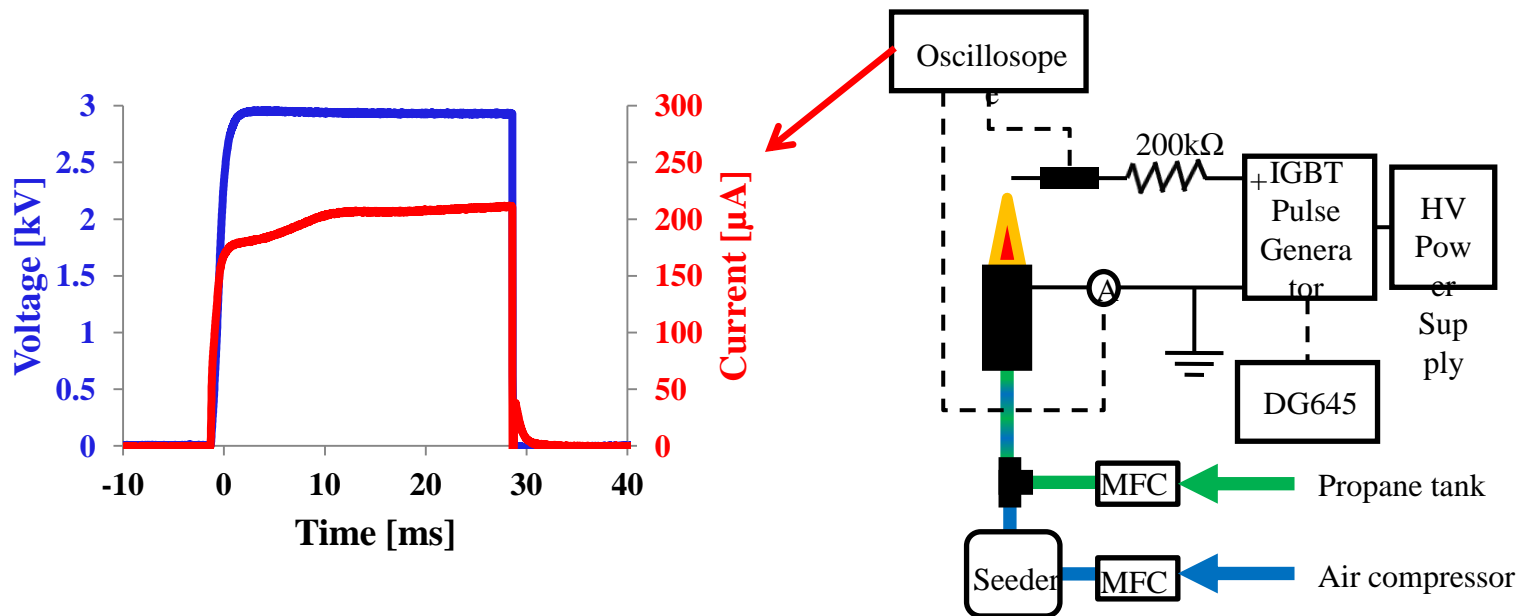 Voltage [kV]
3
2.5
2
1.5
1
0.5
0
300
250
200
150
100
50
0
Current [µA]
-10 0 10 20 30 40
Time [ms]
Oscillosope
e
200kΩ
+
IGBT
Pulse
Genera
tor
HV
Pow
er
Sup
ply
A
DG645
MFC
Propane tank
Seeder
MFC
Air compressor